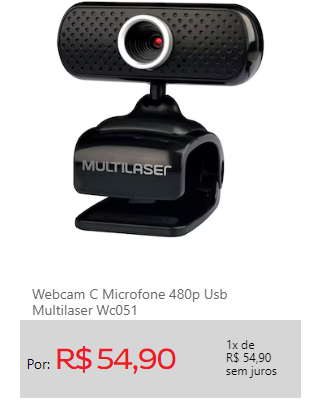 MULTILASER
Webcam C Microfone 480p Usb
Multilaser Wc051
Por: R$ 54,90
1x de
R$ 54,90
sem juros